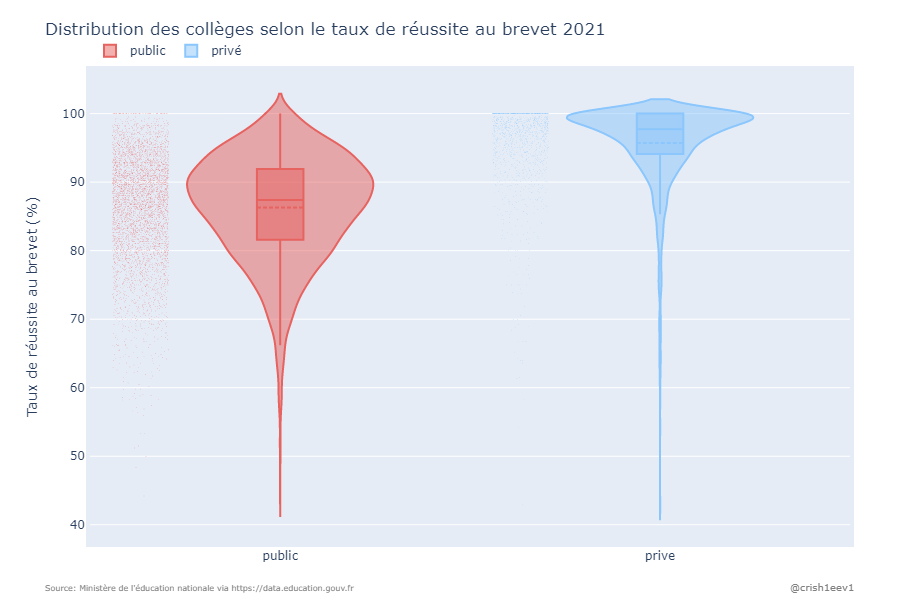 Distribution des collèges selon le taux de réussite au brevet 2021
public privé
Taux de réussite au brevet (%)
100
90
80
70
60
50
40
public prive
Source: Ministère de l'éducation nationale via https://data.education.gouv.fr
@crish1eev1